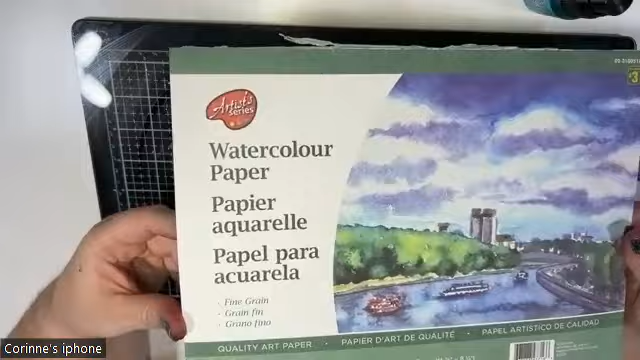 Artist's
series
Watercolour
Paper
Papier
aquarelle
Papel para
acuarela
· Fine Grain
· Grain fin
· Grano fino
QUALITY ART PAPER • PAPIER D'ART DE QUALITÉ • PAPEL ARTISTICO DE CALIDAD
Corinne's iphone